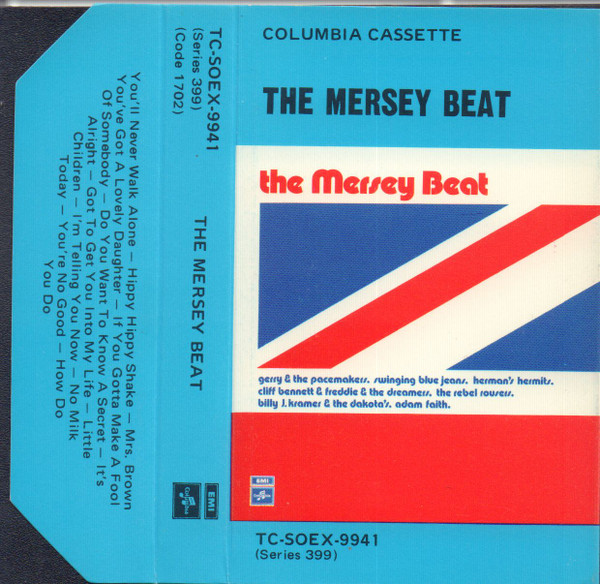 COLUMBIA CASSETTE
THE MERSEY BEAT
the Mersey Beat
gerry & the pacemakers. swinging blue jeans. herman's hermits.
cliff bennett & freddie & the dreamers. the rebel rousers.
billy J. kramer & the dakota's. adam faith.
EMI
TC-SOEX-9941
(Series 399)
TC-SOEX-9941
(Series 399)
(Code 1702)
THE MERSEY BEAT
EMI
Columbia
You'll Never Walk Alone — Hippy Hippy Shake — Mrs. Brown
You've Got A Lovely Daughter — If You Gotta Make A Fool
Of Somebody — Do You Want To Know A Secret — It's
Alright — Got To Get You Into My Life — Little
Children — I'm Telling You Now — No Milk
Today — You're No Good — How Do
You Do